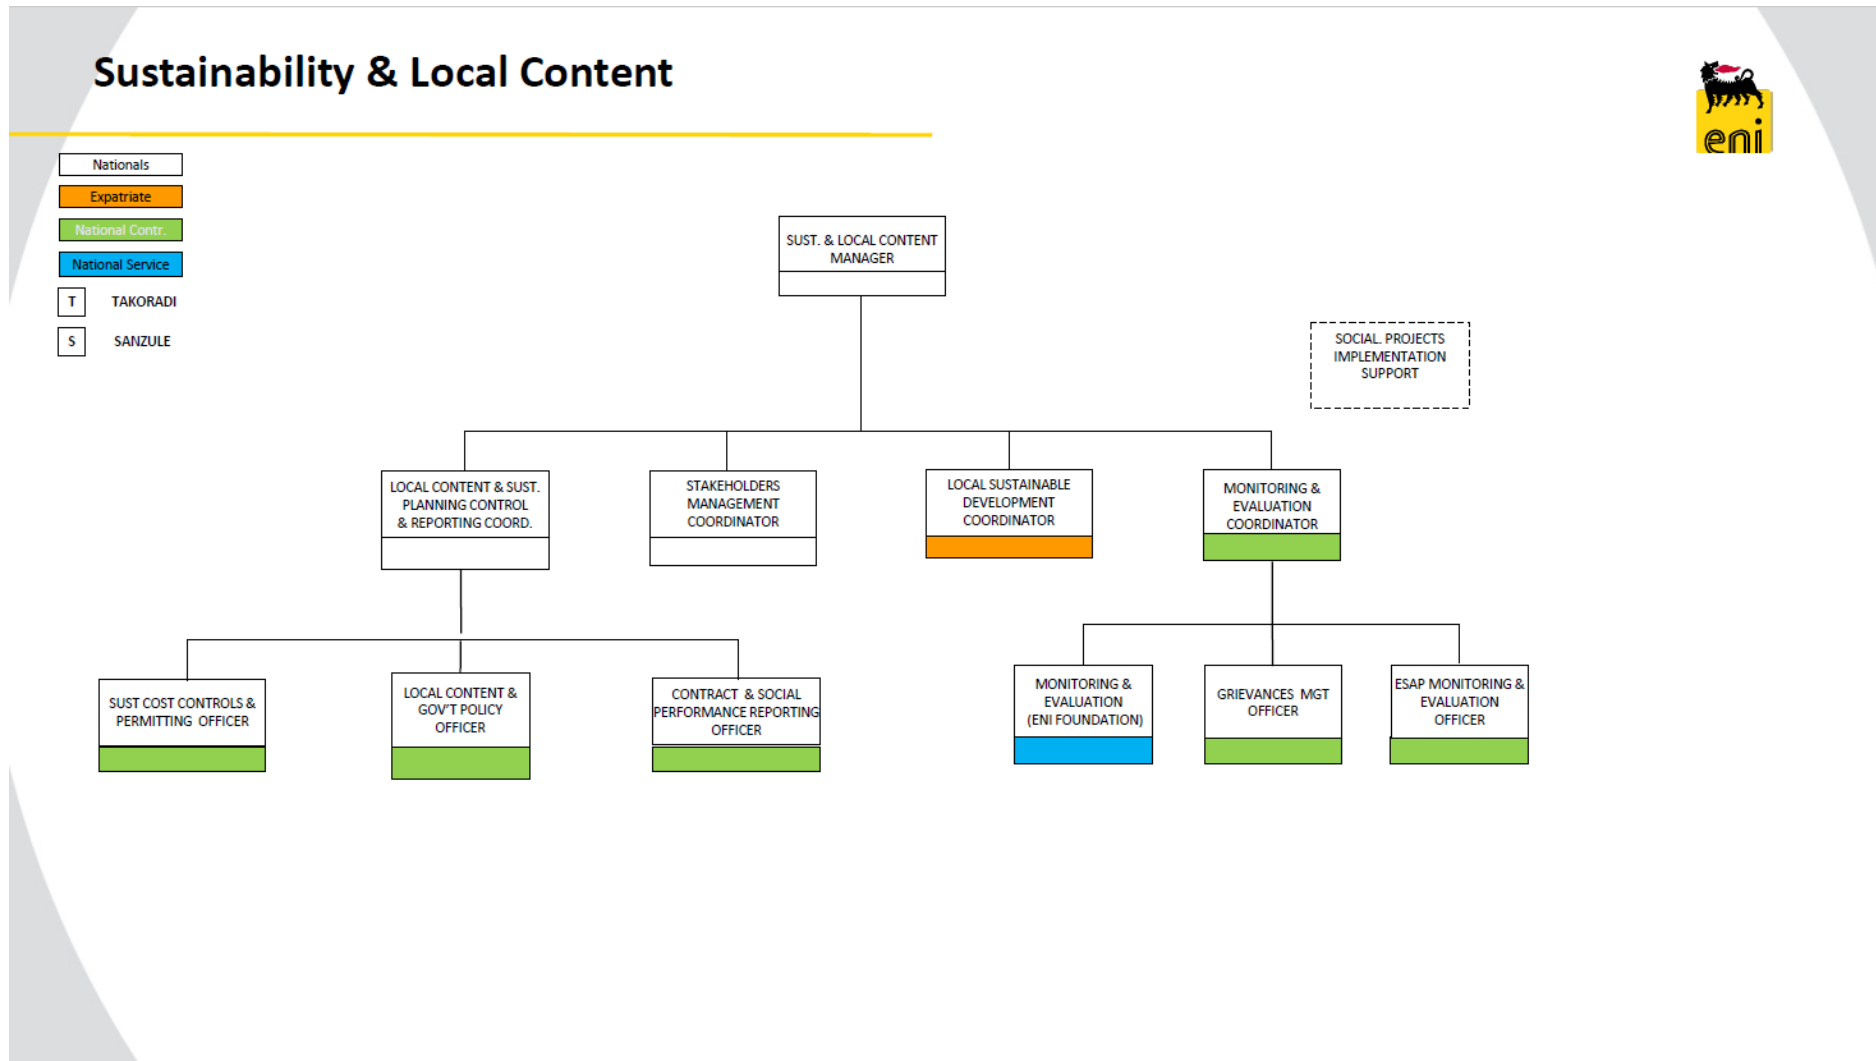 Sustainability & Local Content
eni
Nationals
Expatriate
National Contr.
National Service
T TAKORADI
S SANZULE
SUST. & LOCAL CONTENT
MANAGER
SOCIAL. PROJECTS
IMPLEMENTATION
SUPPORT
LOCAL CONTENT & SUST.
PLANNING CONTROL
& REPORTING COORD.
STAKEHOLDERS
MANAGEMENT
COORDINATOR
LOCAL SUSTAINABLE
DEVELOPMENT
COORDINATOR
MONITORING &
EVALUATION
COORDINATOR
SUST COST CONTROLS &
PERMITTING OFFICER
LOCAL CONTENT &
GOV'T POLICY
OFFICER
CONTRACT & SOCIAL
PERFORMANCE REPORTING
OFFICER
MONITORING &
EVALUATION
(ENI FOUNDATION)
GRIEVANCES MGT
OFFICER
ESAP MONITORING &
EVALUATION
OFFICER